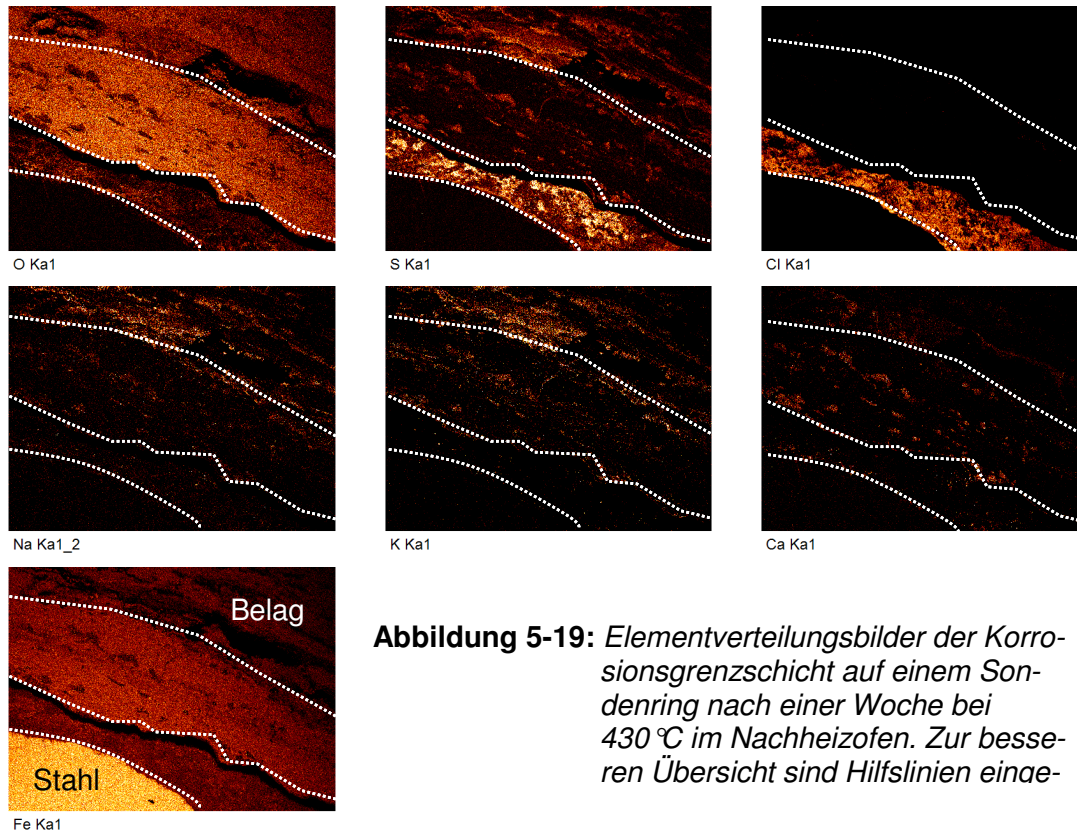 O Ka1
S Ka1
Cl Ka1
Na Ka1_2
K Ka1
Ca Ka1
Belag
Stahl
Fe Ka1
Abbildung 5-19: Elementverteilungsbilder der Korro-
sionsgrenzschicht auf einem Son-
denring nach einer Woche bei
430 °C im Nachheizofen. Zur besse-
ren Übersicht sind Hilfslinien einge-